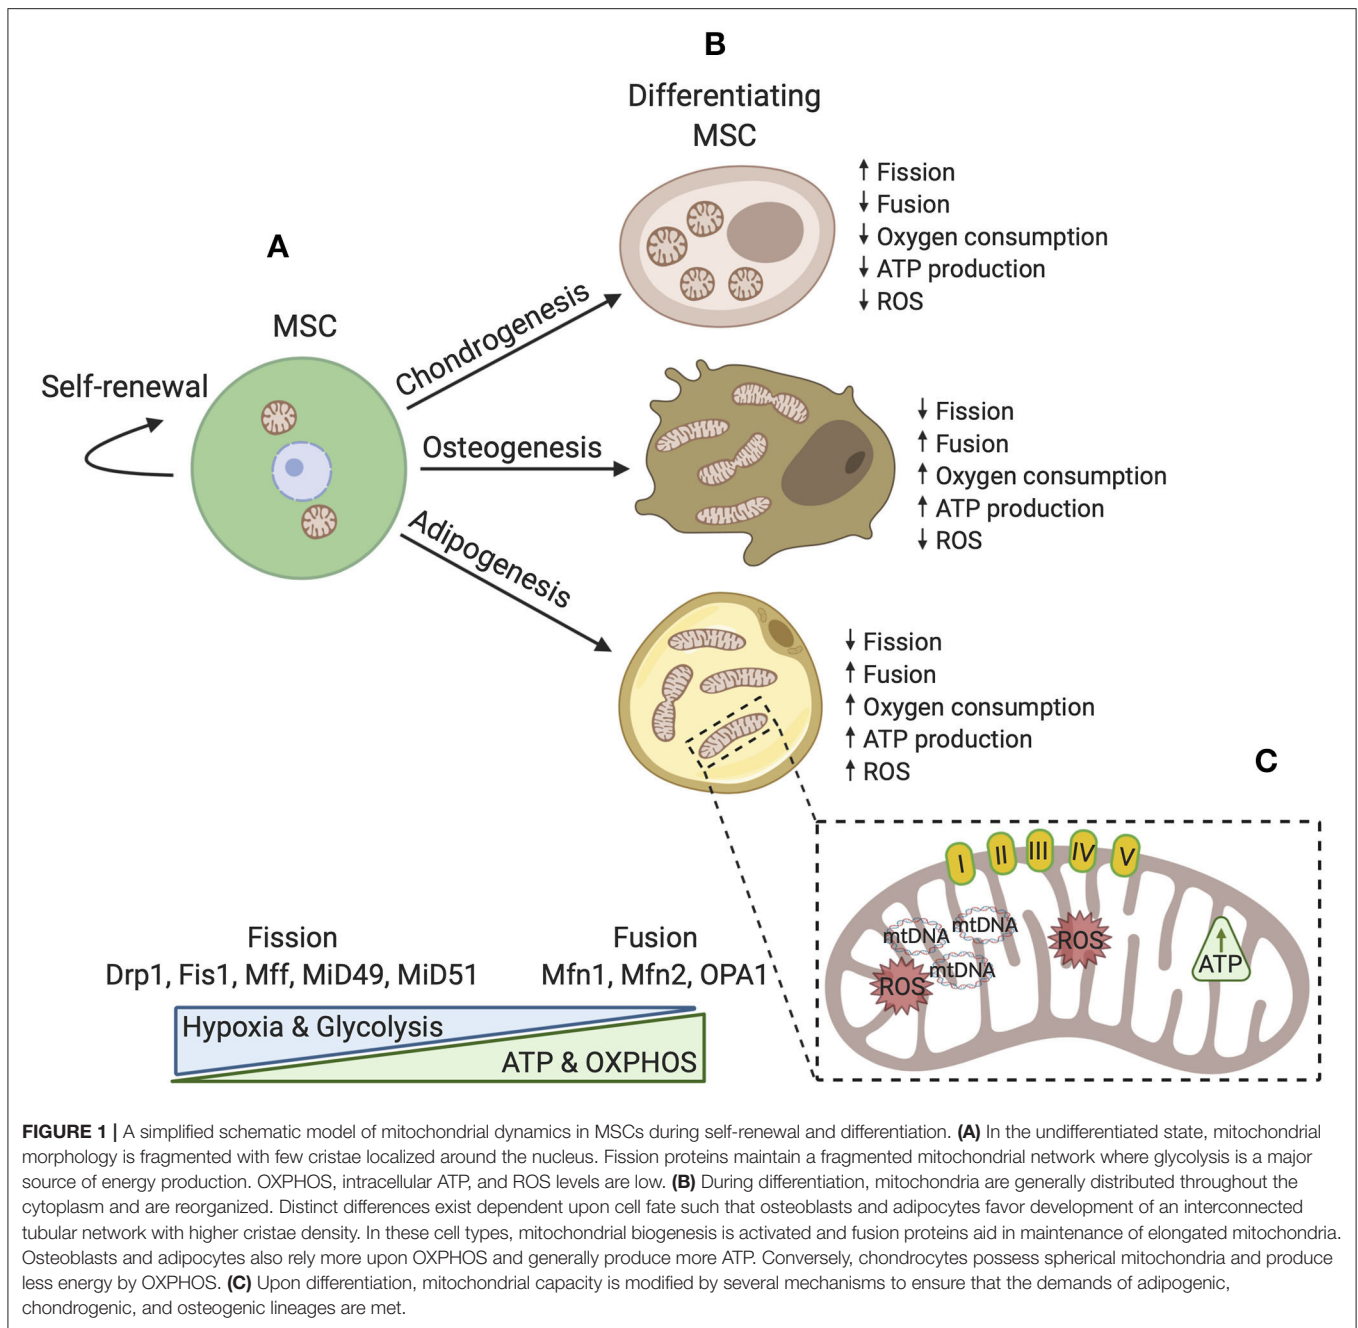 B
Differentiating
MSC
↑ Fission
↓ Fusion
↓ Oxygen consumption
↓ ATP production
↓ ROS
A
MSC
Self-renewal
Chondrogenesis
Osteogenesis
Adipogenesis
↓ Fission
↑ Fusion
↑ Oxygen consumption
↑ ATP production
↓ ROS
↓ Fission
↑ Fusion
↑ Oxygen consumption
↑ ATP production
↑ ROS
C
I II III IV V
mtDNA
mtDNA
mtDNA
ROS
ROS
↑
ATP
Fission
Drp1, Fis1, Mff, MiD49, MiD51
Fusion
Mfn1, Mfn2, OPA1
Hypoxia & Glycolysis
ATP & OXPHOS
FIGURE 1 | A simplified schematic model of mitochondrial dynamics in MSCs during self-renewal and differentiation. (A) In the undifferentiated state, mitochondrial
morphology is fragmented with few cristae localized around the nucleus. Fission proteins maintain a fragmented mitochondrial network where glycolysis is a major
source of energy production. OXPHOS, intracellular ATP, and ROS levels are low. (B) During differentiation, mitochondria are generally distributed throughout the
cytoplasm and are reorganized. Distinct differences exist dependent upon cell fate such that osteoblasts and adipocytes favor development of an interconnected
tubular network with higher cristae density. In these cell types, mitochondrial biogenesis is activated and fusion proteins aid in maintenance of elongated mitochondria.
Osteoblasts and adipocytes also rely more upon OXPHOS and generally produce more ATP. Conversely, chondrocytes possess spherical mitochondria and produce
less energy by OXPHOS. (C) Upon differentiation, mitochondrial capacity is modified by several mechanisms to ensure that the demands of adipogenic,
chondrogenic, and osteogenic lineages are met.